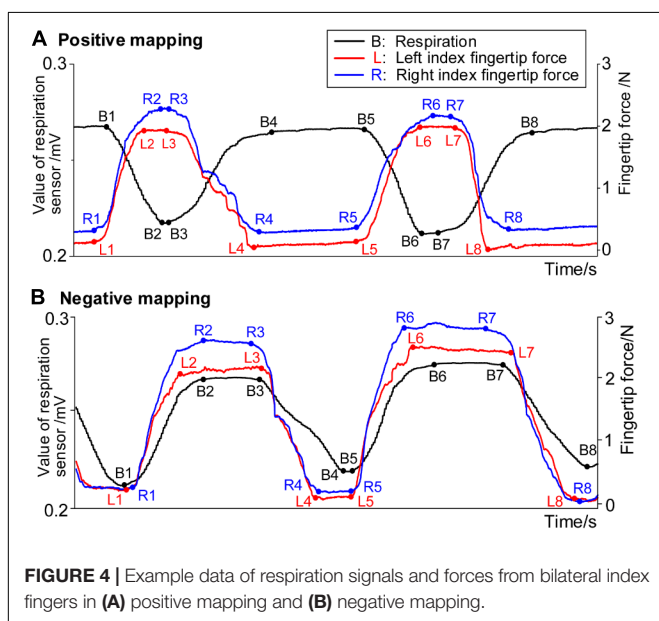 A Positive mapping
B: Respiration
L: Left index fingertip force
R: Right index fingertip force
0.3
3
Value of respiration
sensor /mV
Fingertip force /N
2
1
0
0.2
B1
R2 R3
B4
B5
R6 R7
B8
L2 L3
L6
L7
R1
B2 B3
R4
R5
B6
B7
R8
L1
L4
L5
L8
Time/s
B Negative mapping
0.3
3
Value of respiration
sensor /mV
Fingertip force/N
2
1
0
0.2
R2
R3
R6
R7
L2
L3
L6
L7
B2
B3
B6
B7
B1
B5
B4
B8
L1
R1
R4
R5
R8
L4
L5
L8
Time/s
FIGURE 4 | Example data of respiration signals and forces from bilateral index
fingers in (A) positive mapping and (B) negative mapping.